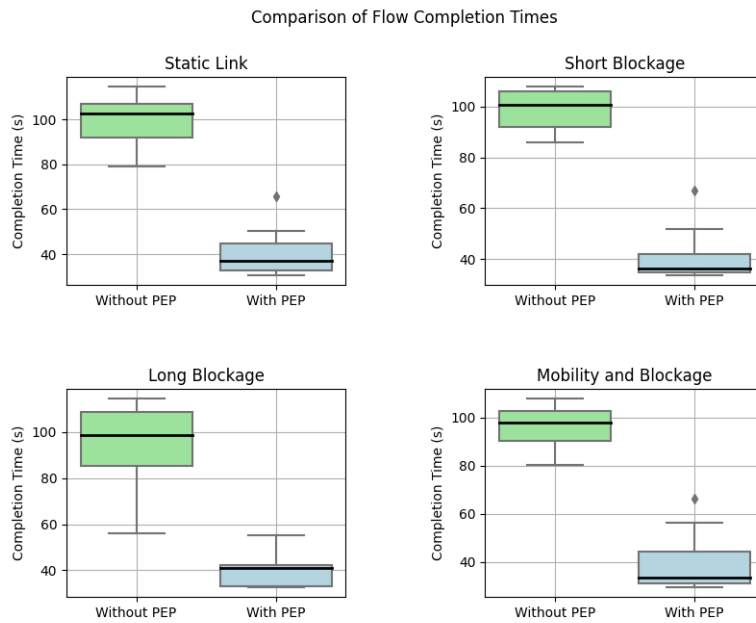 Comparison of Flow Completion Times
Static Link
Completion Time (s)
100
80
60
40
Without PEP
With PEP
Short Blockage
Completion Time (s)
100
80
60
40
Without PEP
With PEP
Long Blockage
Completion Time (s)
100
80
60
40
Without PEP
With PEP
Mobility and Blockage
Completion Time (s)
100
80
60
40
Without PEP
With PEP